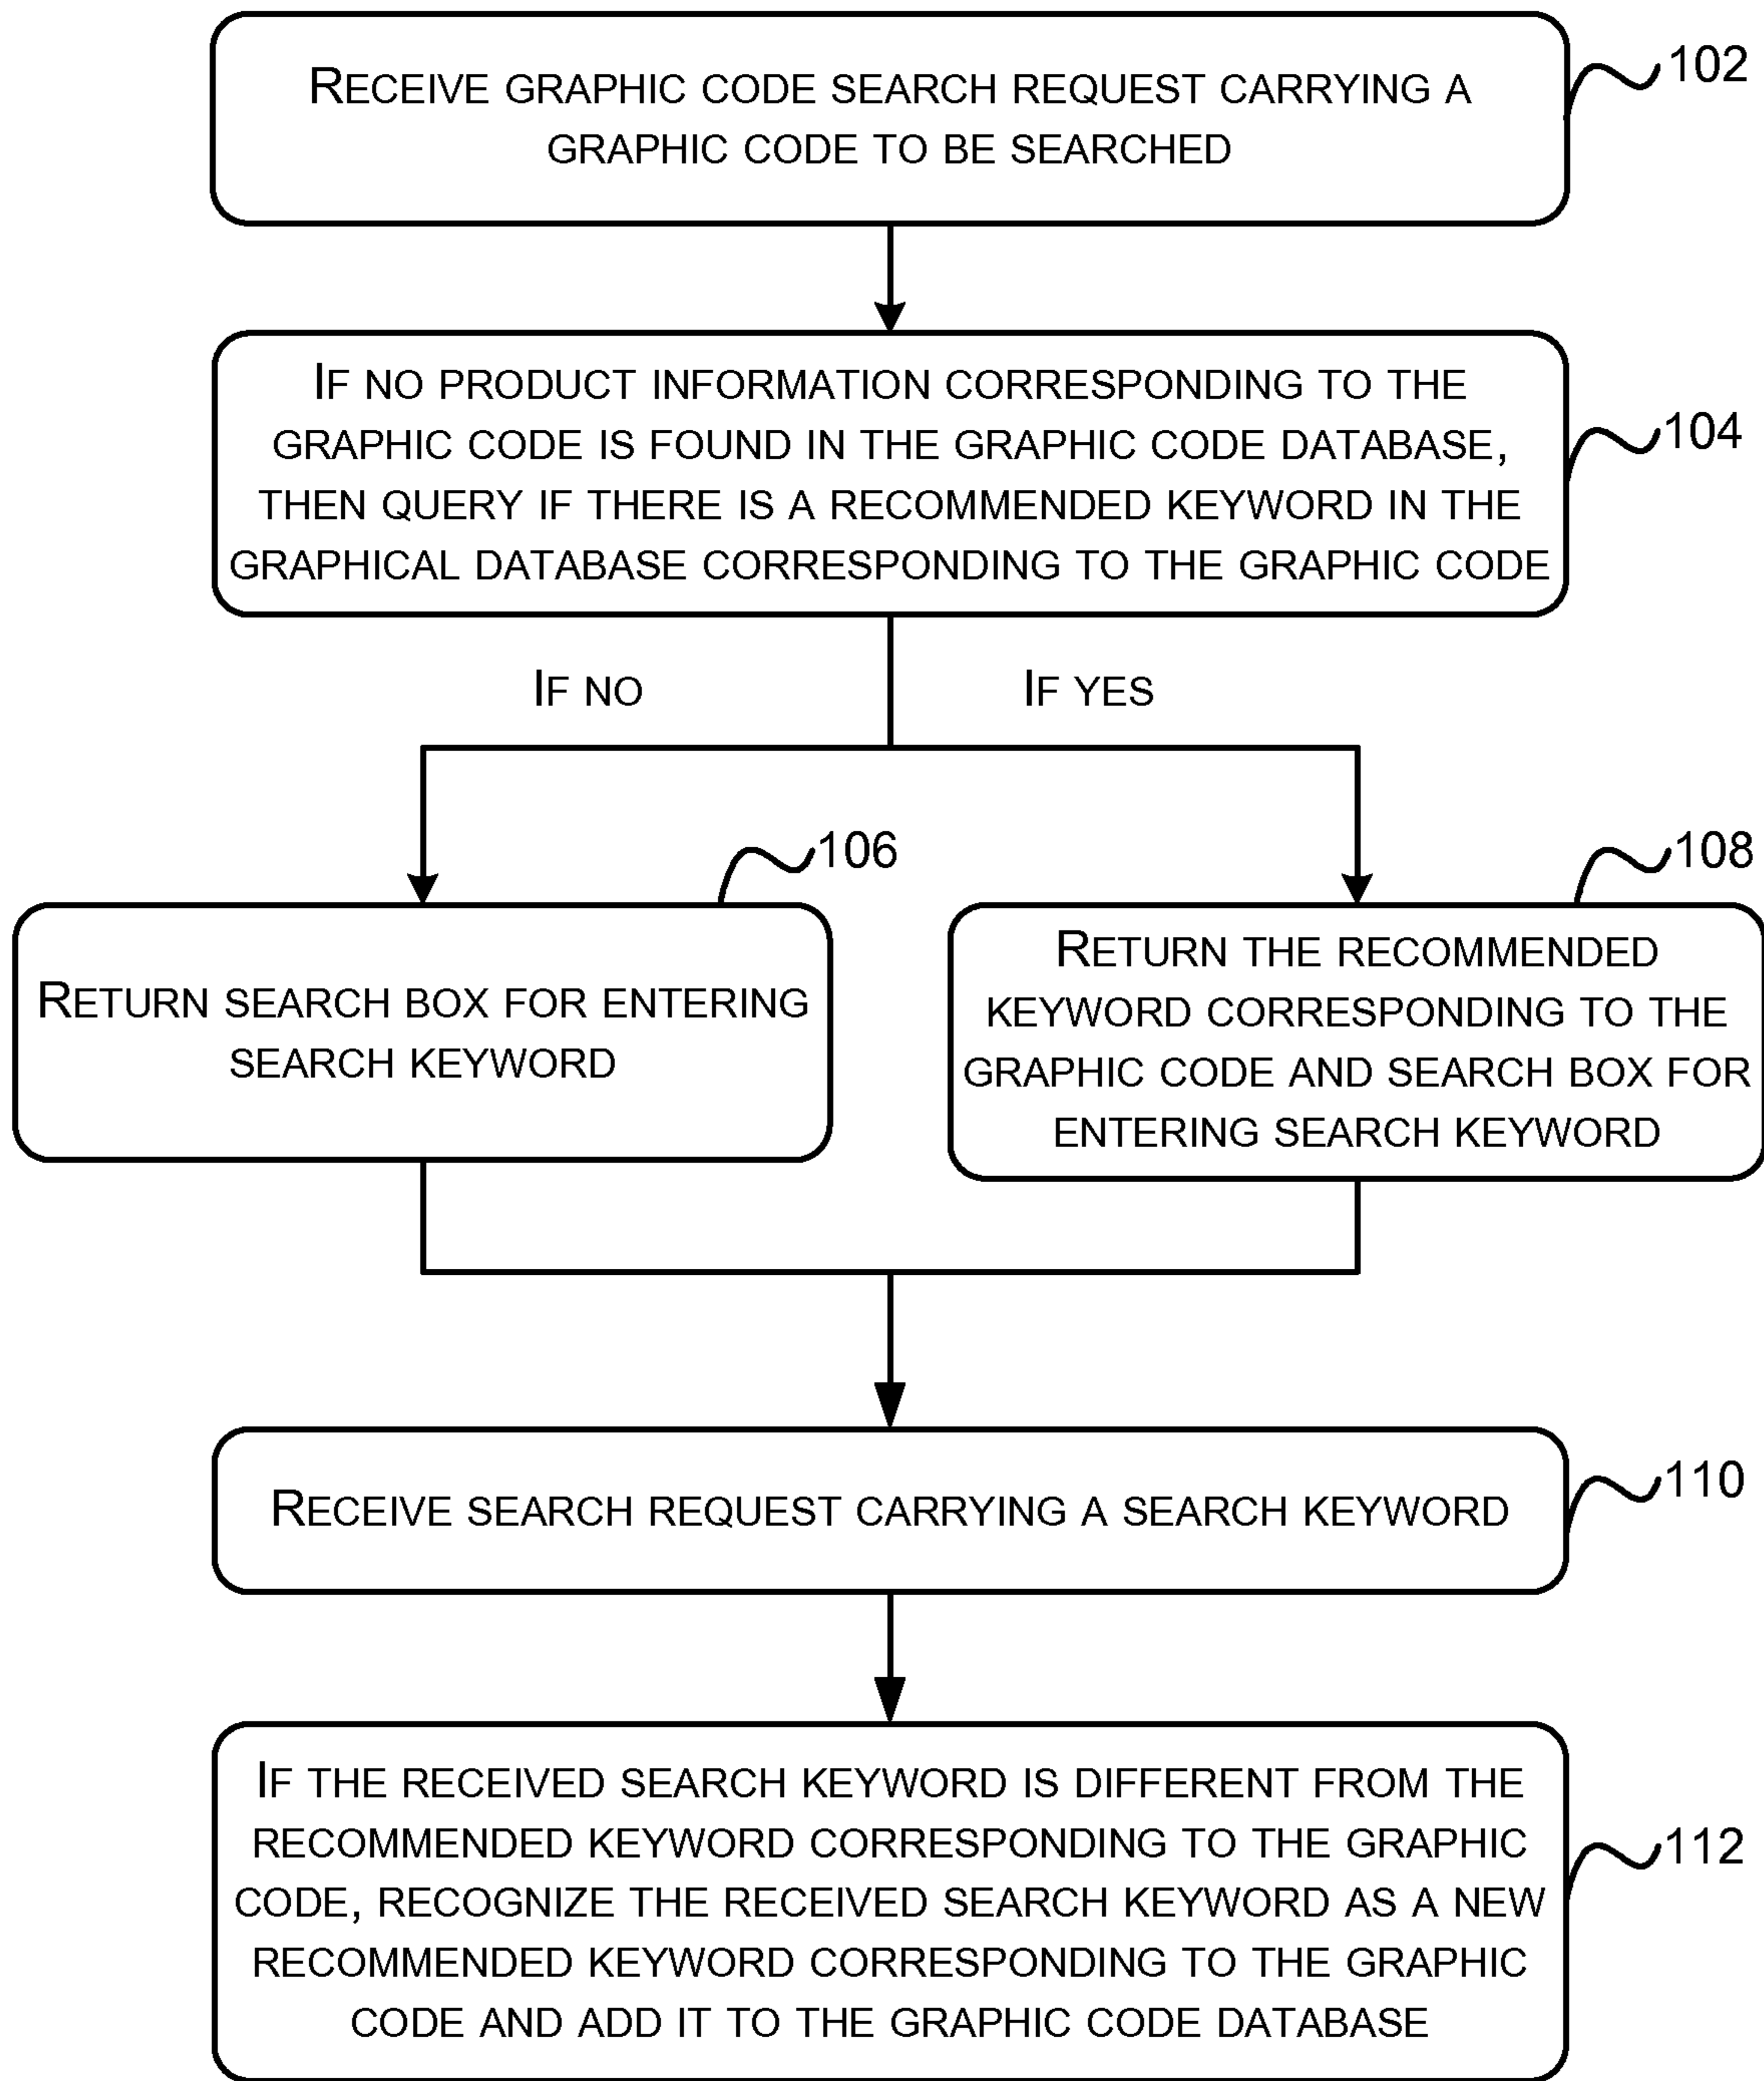 RECEIVE GRAPHIC CODE SEARCH REQUEST CARRYING A
GRAPHIC CODE TO BE SEARCHED
102
IF NO PRODUCT INFORMATION CORRESPONDING TO THE
GRAPHIC CODE IS FOUND IN THE GRAPHIC CODE DATABASE,
THEN QUERY IF THERE IS A RECOMMENDED KEYWORD IN THE
GRAPHICAL DATABASE CORRESPONDING TO THE GRAPHIC CODE
104
IF NO
IF YES
106
RETURN SEARCH BOX FOR ENTERING
SEARCH KEYWORD
108
RETURN THE RECOMMENDED
KEYWORD CORRESPONDING TO THE
GRAPHIC CODE AND SEARCH BOX FOR
ENTERING SEARCH KEYWORD
RECEIVE SEARCH REQUEST CARRYING A SEARCH KEYWORD
110
IF THE RECEIVED SEARCH KEYWORD IS DIFFERENT FROM THE
RECOMMENDED KEYWORD CORRESPONDING TO THE GRAPHIC
CODE, RECOGNIZE THE RECEIVED SEARCH KEYWORD AS A NEW
RECOMMENDED KEYWORD CORRESPONDING TO THE GRAPHIC
CODE AND ADD IT TO THE GRAPHIC CODE DATABASE
112